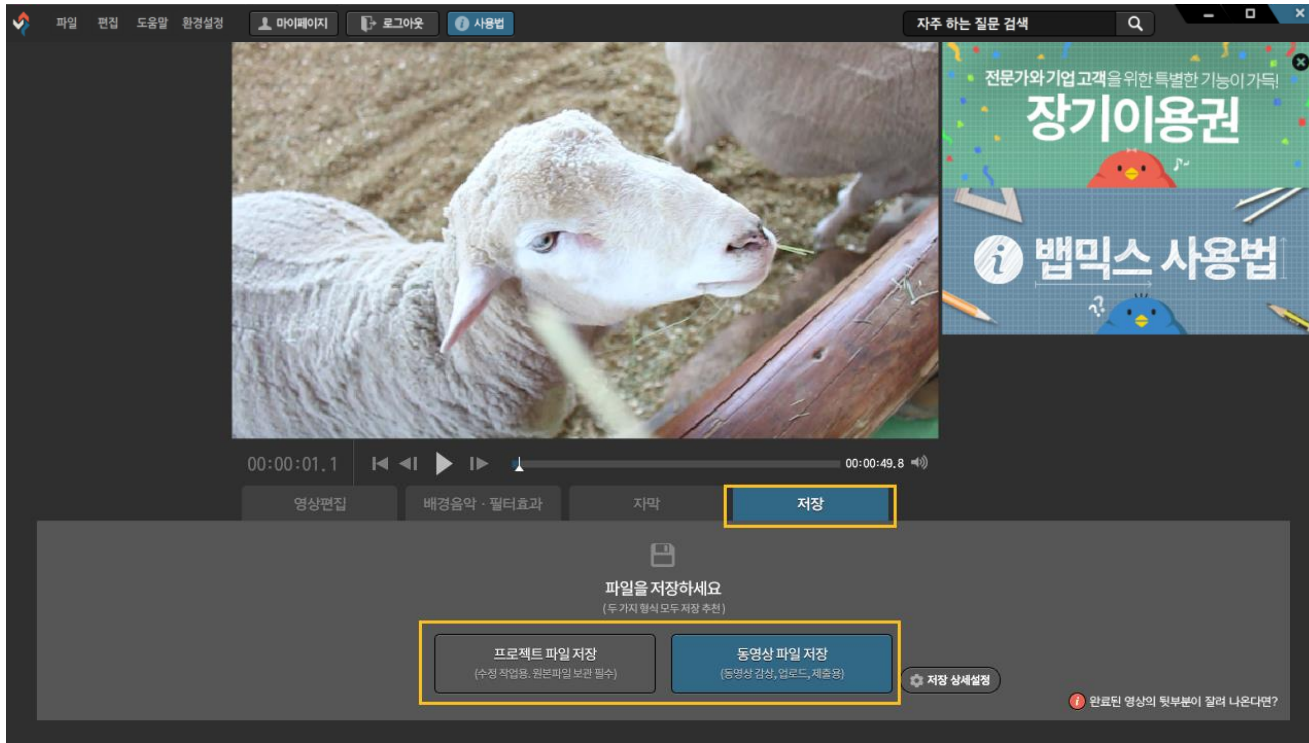 파일 편집 도움말 환경설정 마이페이지 로그아웃 사용법 자주 하는 질문 검색
전문가와 기업 고객을 위한 특별한 기능이 가득!
장기이용권
뱁믹스 사용법
00:00:01.1
00:00:49.8
영상편집 배경음악 · 필터효과 자막 저장
파일을 저장하세요
(두 가지 형식 모두 저장 추천)
프로젝트 파일 저장
(수정 작업용. 원본파일 보관 필수)
동영상 파일 저장
(동영상 감상, 업로드, 제출용)
저장 상세설정
완료된 영상의 뒷부분이 잘려 나온다면?